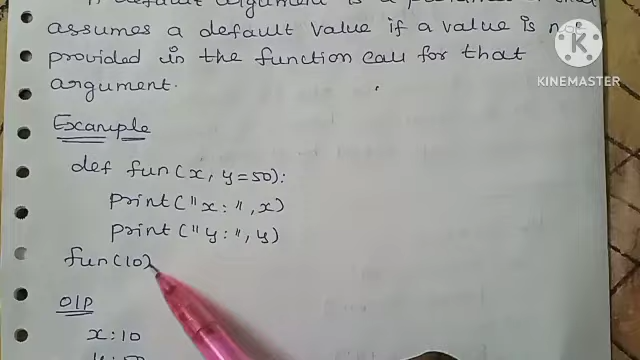 assumes a default value if a value is not
provided in the function call for that
argument.
Example
def fun(x, y=50):
print("x:", x)
print("y:", y)
fun(10)
O/P
x:10
KINEMASTER